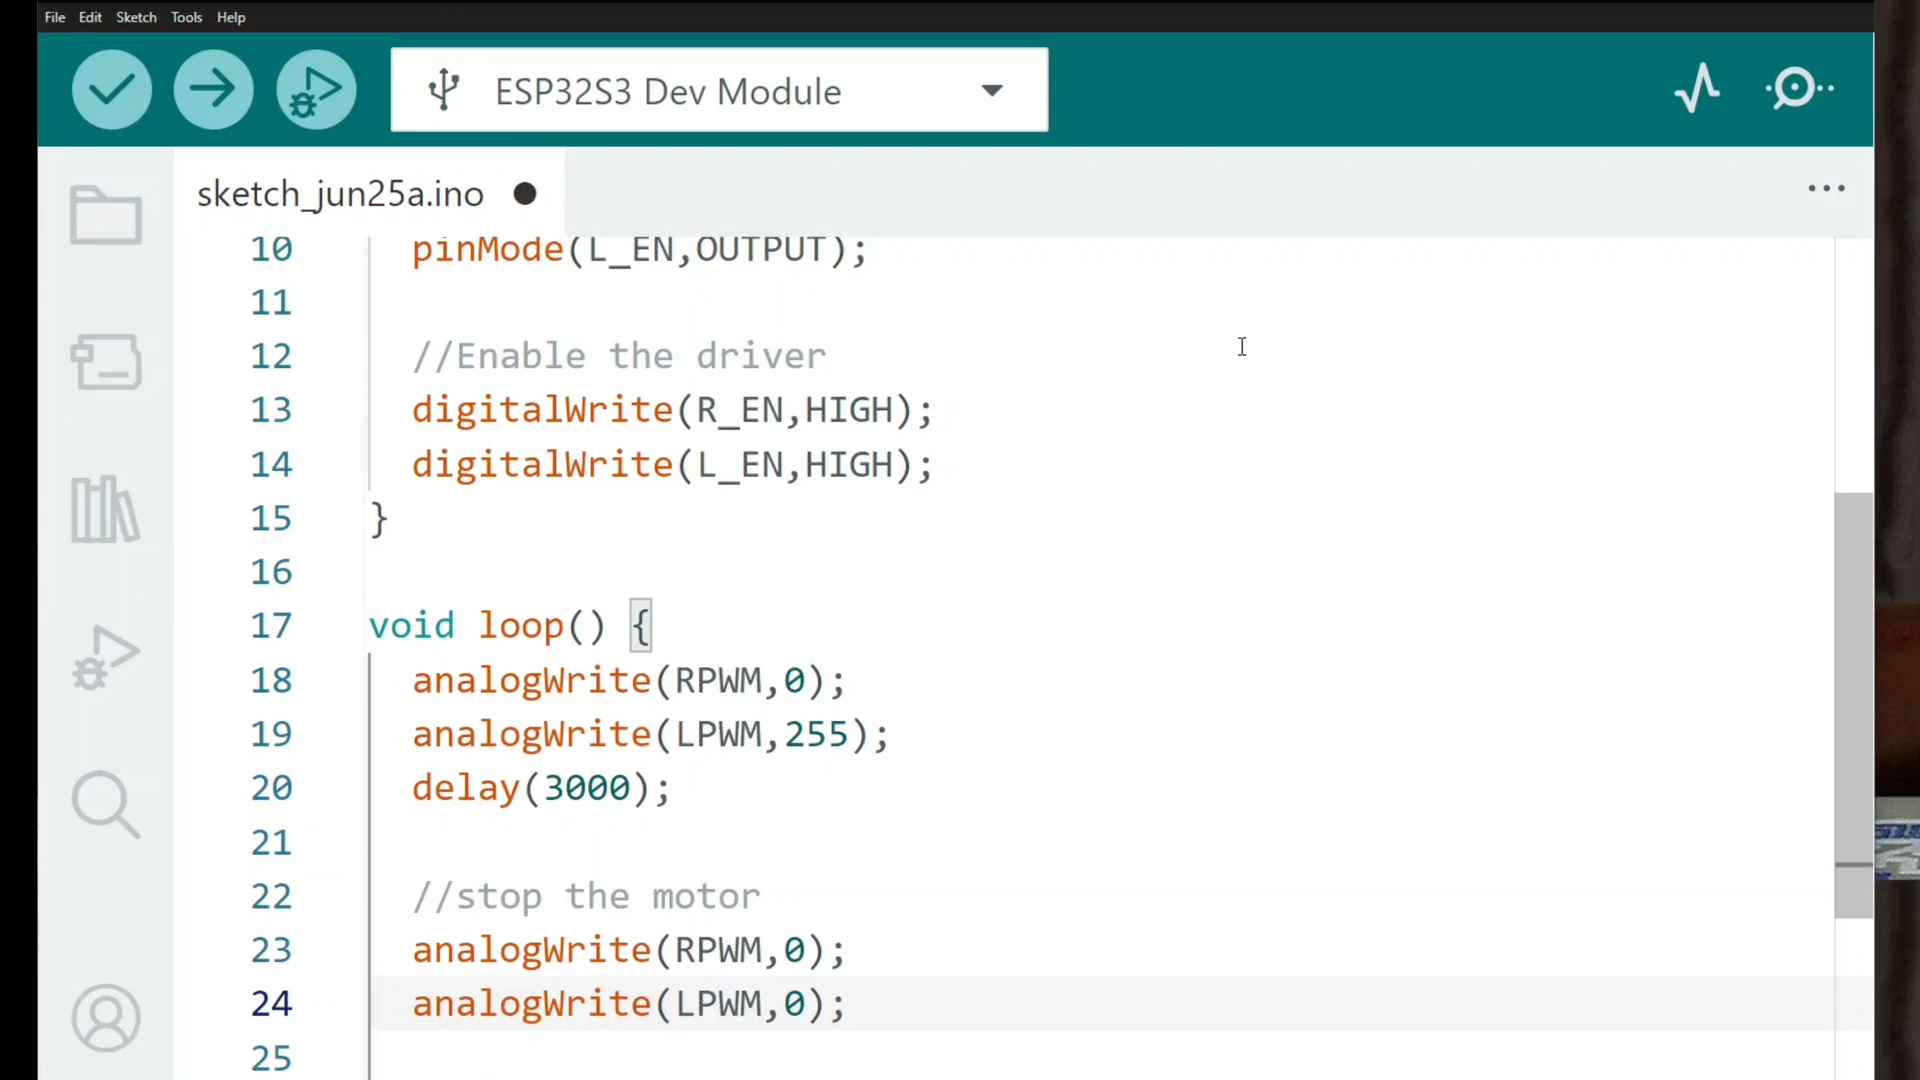 File Edit Sketch Tools Help
ESP32S3 Dev Module
sketch_jun25a.ino
10 pinMode(L_EN,OUTPUT);
11
12 //Enable the driver
13 digitalWrite(R_EN,HIGH);
14 digitalWrite(L_EN,HIGH);
15 }
16
17 void loop() {
18 analogWrite(RPWM,0);
19 analogWrite(LPWM,255);
20 delay(3000);
21
22 //stop the motor
23 analogWrite(RPWM,0);
24 analogWrite(LPWM,0);
25